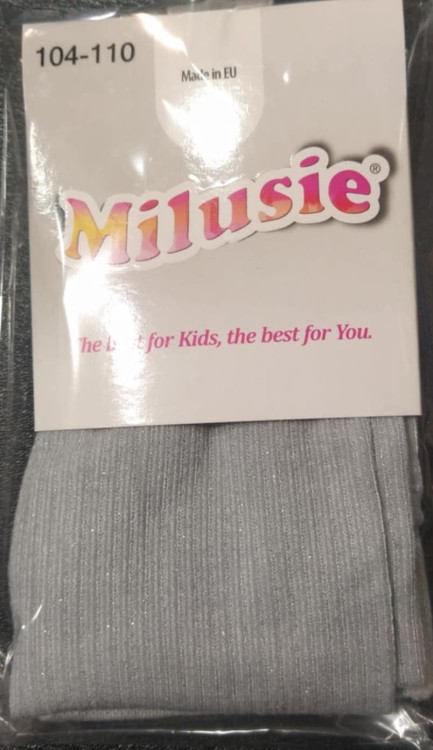 104-110
Made in EU
Milusie®
for Kids, the best for You.